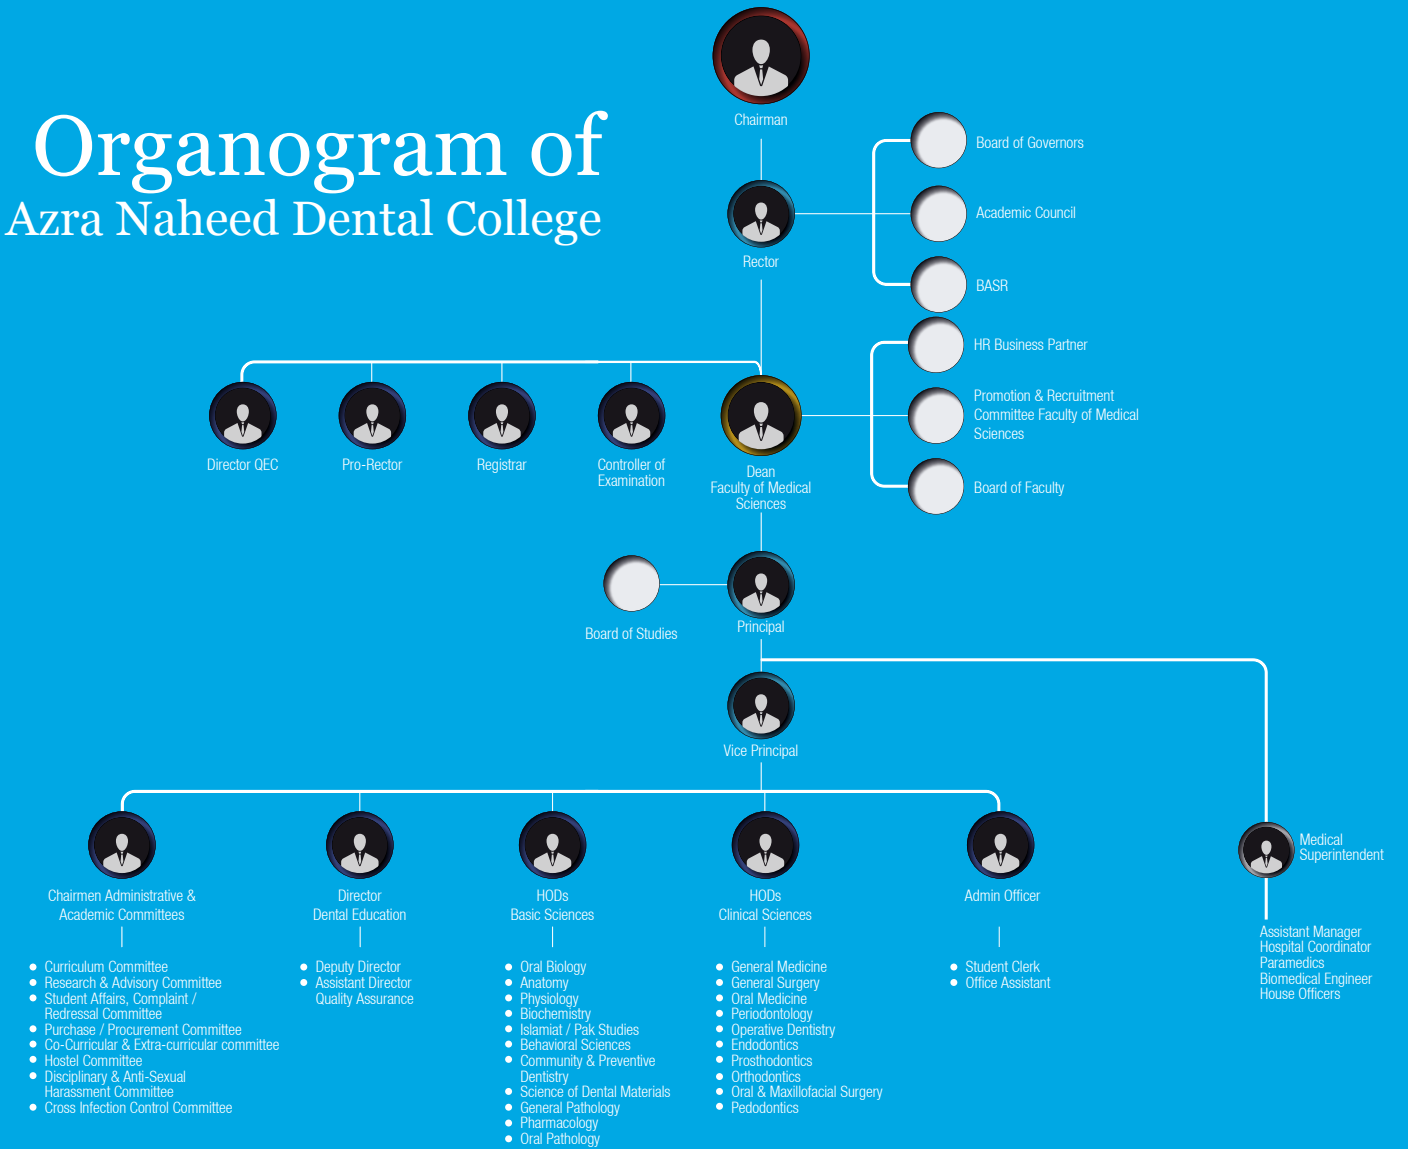 Organogram of
Azra Naheed Dental College
Chairman
Rector
Board of Governors
Academic Council
BASR
HR Business Partner
Promotion & Recruitment
Committee Faculty of Medical
Sciences
Board of Faculty
Director QEC
Pro-Rector
Registrar
Controller of
Examination
Dean
Faculty of Medical
Sciences
Board of Studies
Principal
Vice Principal
Chairmen Administrative &
Academic Committees
Curriculum Committee
Research & Advisory Committee
Student Affairs, Complaint /
Redressal Committee
Purchase / Procurement Committee
Co-Curricular & Extra-curricular committee
Hostel Committee
Disciplinary & Anti-Sexual
Harassment Committee
Cross Infection Control Committee
Director
Dental Education
Deputy Director
Assistant Director
Quality Assurance
HODs
Basic Sciences
Oral Biology
Anatomy
Physiology
Biochemistry
Islamiat / Pak Studies
Behavioral Sciences
Community & Preventive
Dentistry
Science of Dental Materials
General Pathology
Pharmacology
Oral Pathology
HODs
Clinical Sciences
General Medicine
General Surgery
Oral Medicine
Periodontology
Operative Dentistry
Endodontics
Prosthodontics
Orthodontics
Oral & Maxillofacial Surgery
Pedodontics
Admin Officer
Student Clerk
Office Assistant
Medical
Superintendent
Assistant Manager
Hospital Coordinator
Paramedics
Biomedical Engineer
House Officers